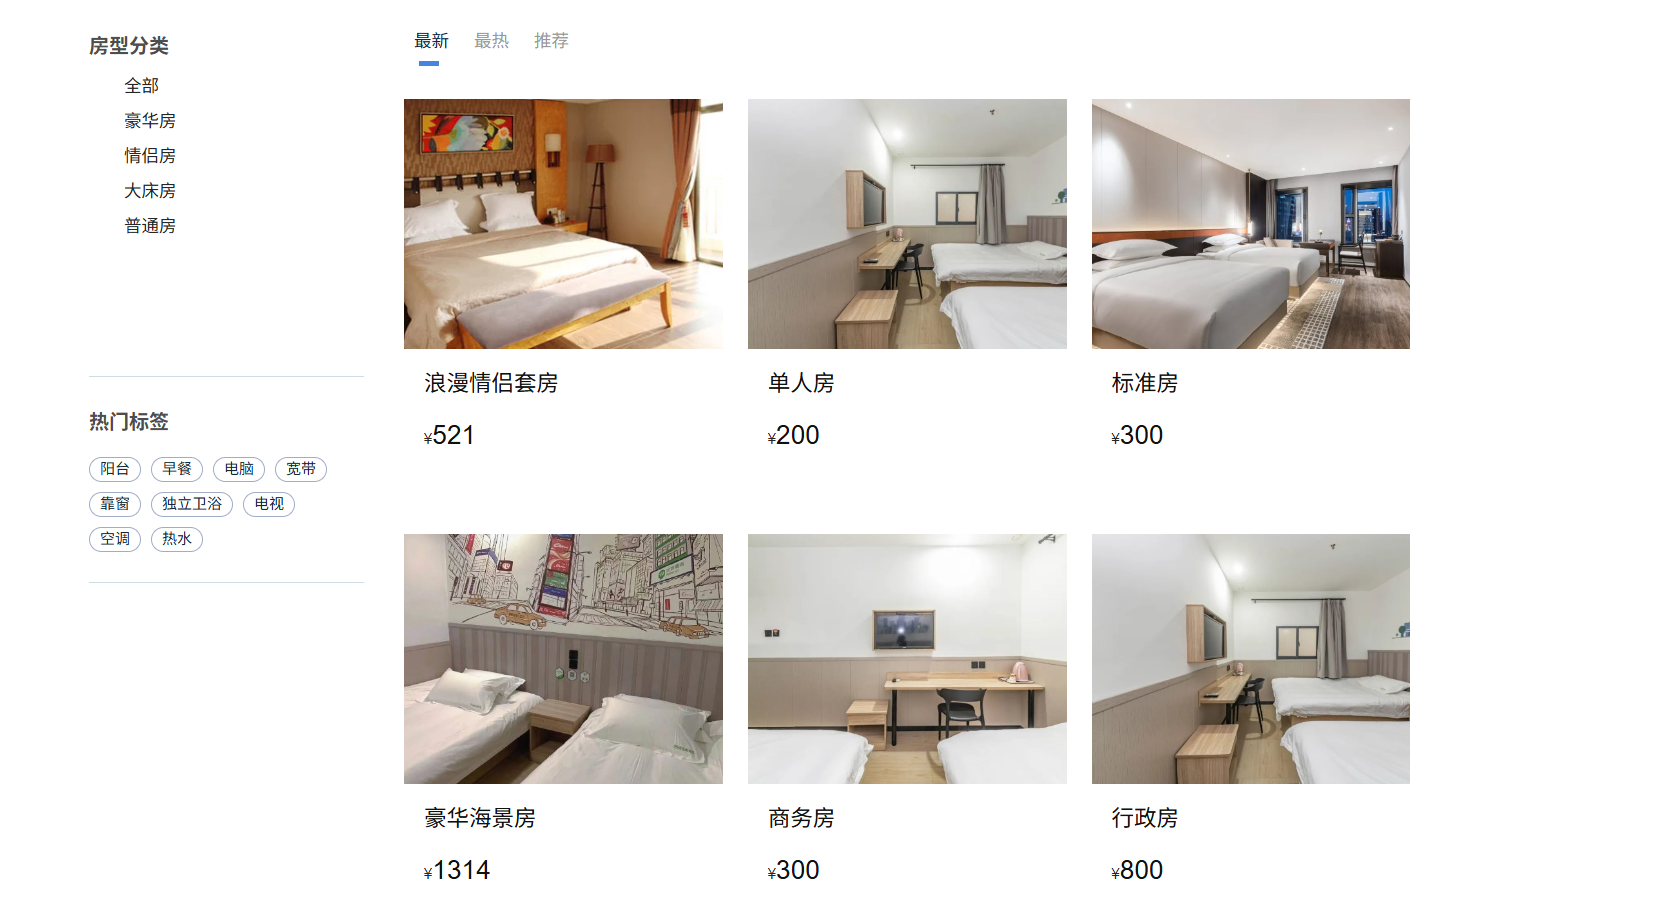 房型分类
全部
豪华房
情侣房
大床房
普通房
热门标签
阳台 早餐 电脑 宽带
靠窗 独立卫浴 电视
空调 热水
最新 最热 推荐
浪漫情侣套房
¥521
单人房
¥200
标准房
¥300
豪华海景房
¥1314
商务房
¥300
行政房
¥800